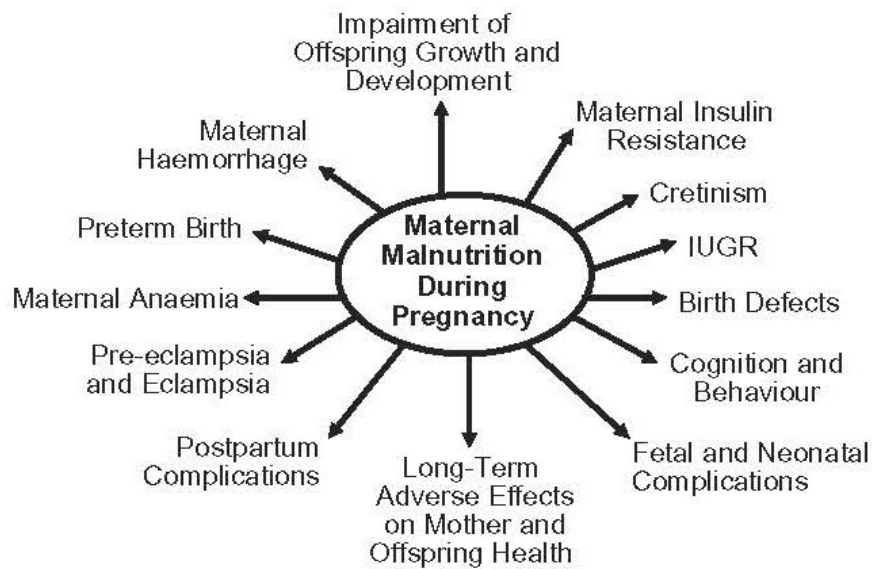 Impairment of
Offspring Growth and
Development
Maternal Insulin
Resistance
Cretinism
IUGR
Birth Defects
Cognition and
Behaviour
Fetal and Neonatal
Complications
Long-Term
Adverse Effects
on Mother and
Offspring Health
Postpartum
Complications
Pre-eclampsia
and Eclampsia
Maternal Anaemia
Preterm Birth
Maternal
Haemorrhage
Maternal
Malnutrition
During
Pregnancy